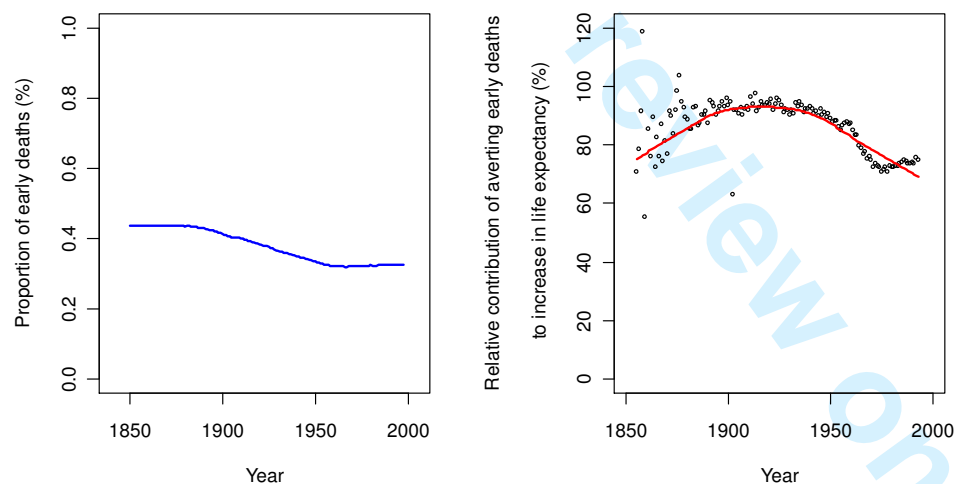 Proportion of early deaths (%)
1.0
0.8
0.6
0.4
0.2
0.0
1850 1900 1950 2000
Year
Relative contribution of averting early deaths
to increase in life expectancy (%)
120
100
80
60
40
20
0
1850 1900 1950 2000
Year
review on